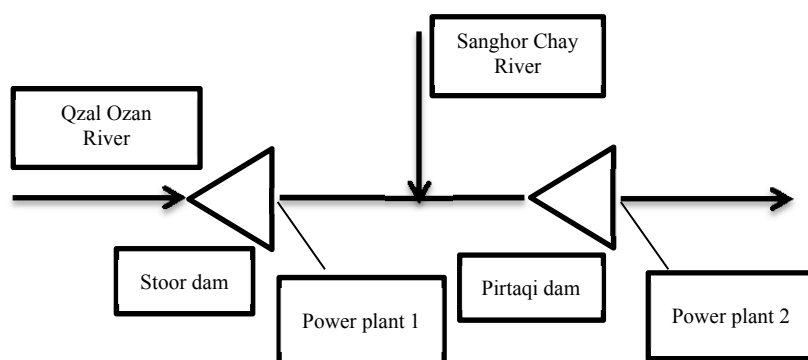 Sanghor Chay
River
Qzal Ozan
River
Stoor dam
Power plant 1
Pirtaqi dam
Power plant 2